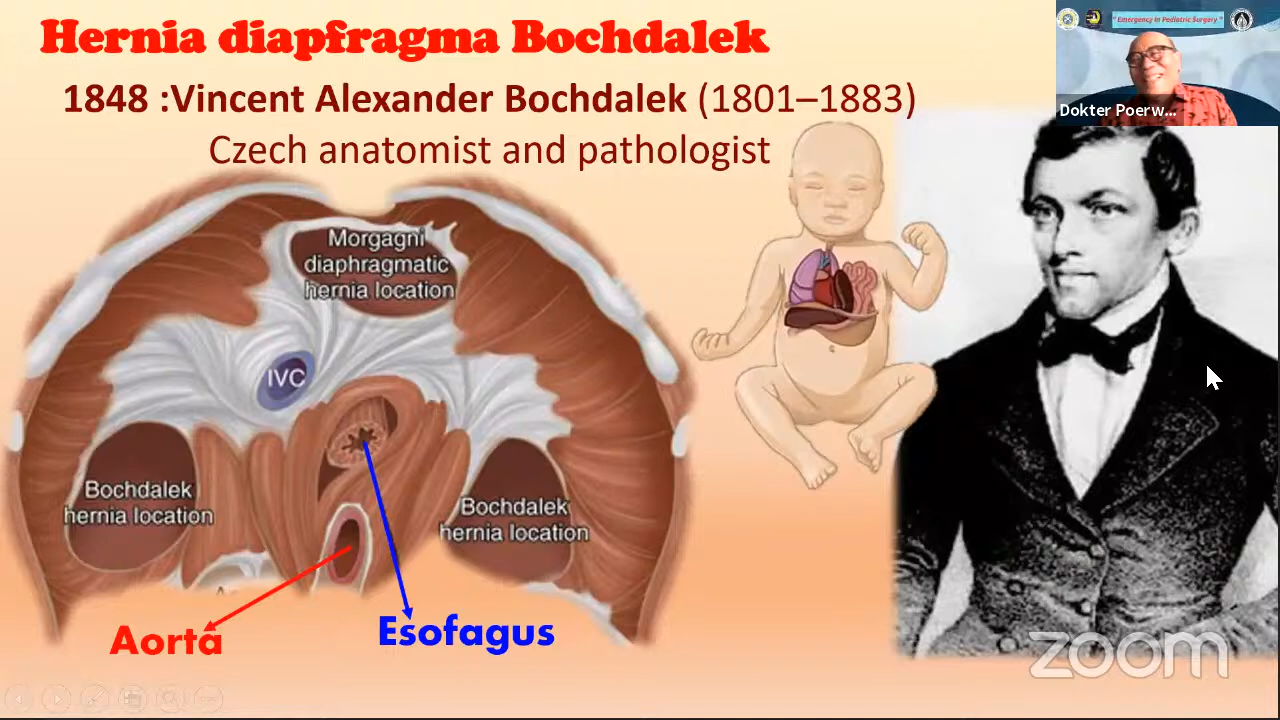 Hernia diapfragma Bochdalek
1848 :Vincent Alexander Bochdalek (1801–1883)
Czech anatomist and pathologist
" Emergency In Pediatric Surgery "
Dokter Poerw...
Morgagni
diaphragmatic
hernia location
IVC
Bochdalek
hernia location
Bochdalek
hernia location
Aorta
Esofagus
zoom